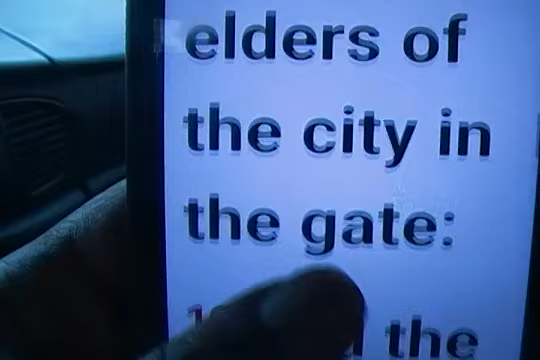 elders of
the city in
the gate:
the